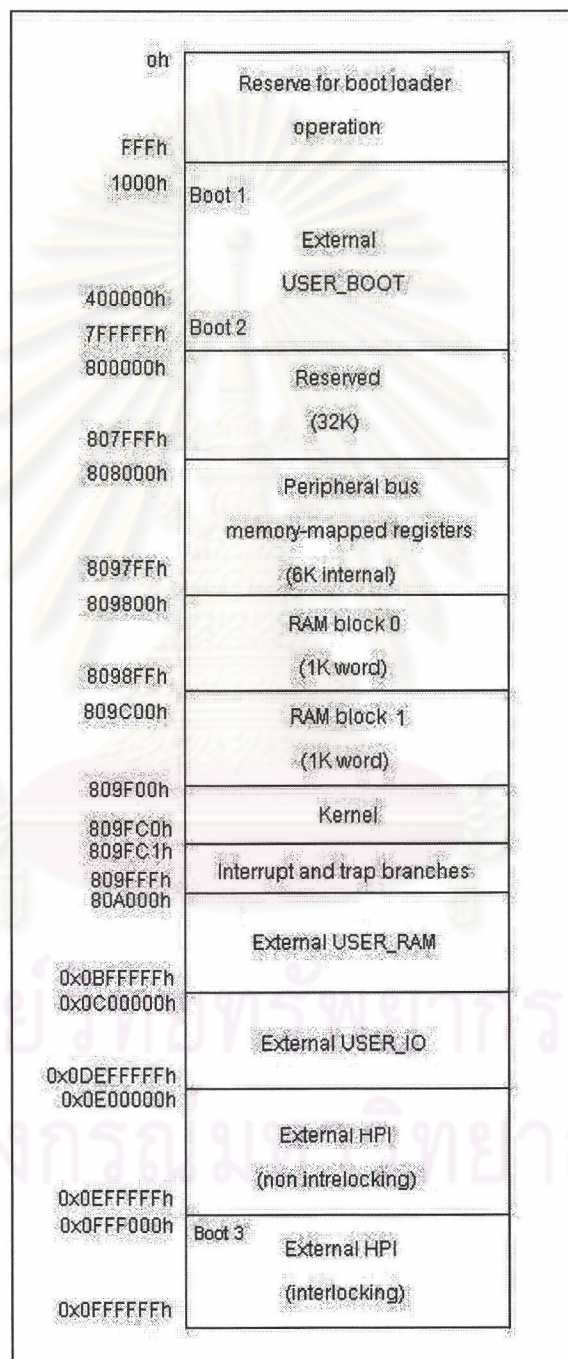 oh
Reserve for boot loader
operation
FFFh
1000h
Boot 1
External
USER_BOOT
400000h
7FFFFFh
Boot 2
800000h
Reserved
(32K)
807FFFh
808000h
Peripheral bus
memory-mapped registers
(6K internal)
8097FFh
809800h
RAM block 0
(1K word)
8098FFh
809C00h
RAM block 1
(1K word)
809F00h
Kernel
809FC0h
809FC1h
Interrupt and trap branches
809FFFh
80A000h
External USER_RAM
0x0BFFFFFh
0x0C00000h
External USER_IO
0x0DEFFFFFh
0x0E00000h
External HPI
(non intrelocking)
0x0EFFFFFh
0x0FFF000h
Boot 3
External HPI
(interlocking)
0x0FFFFFFh